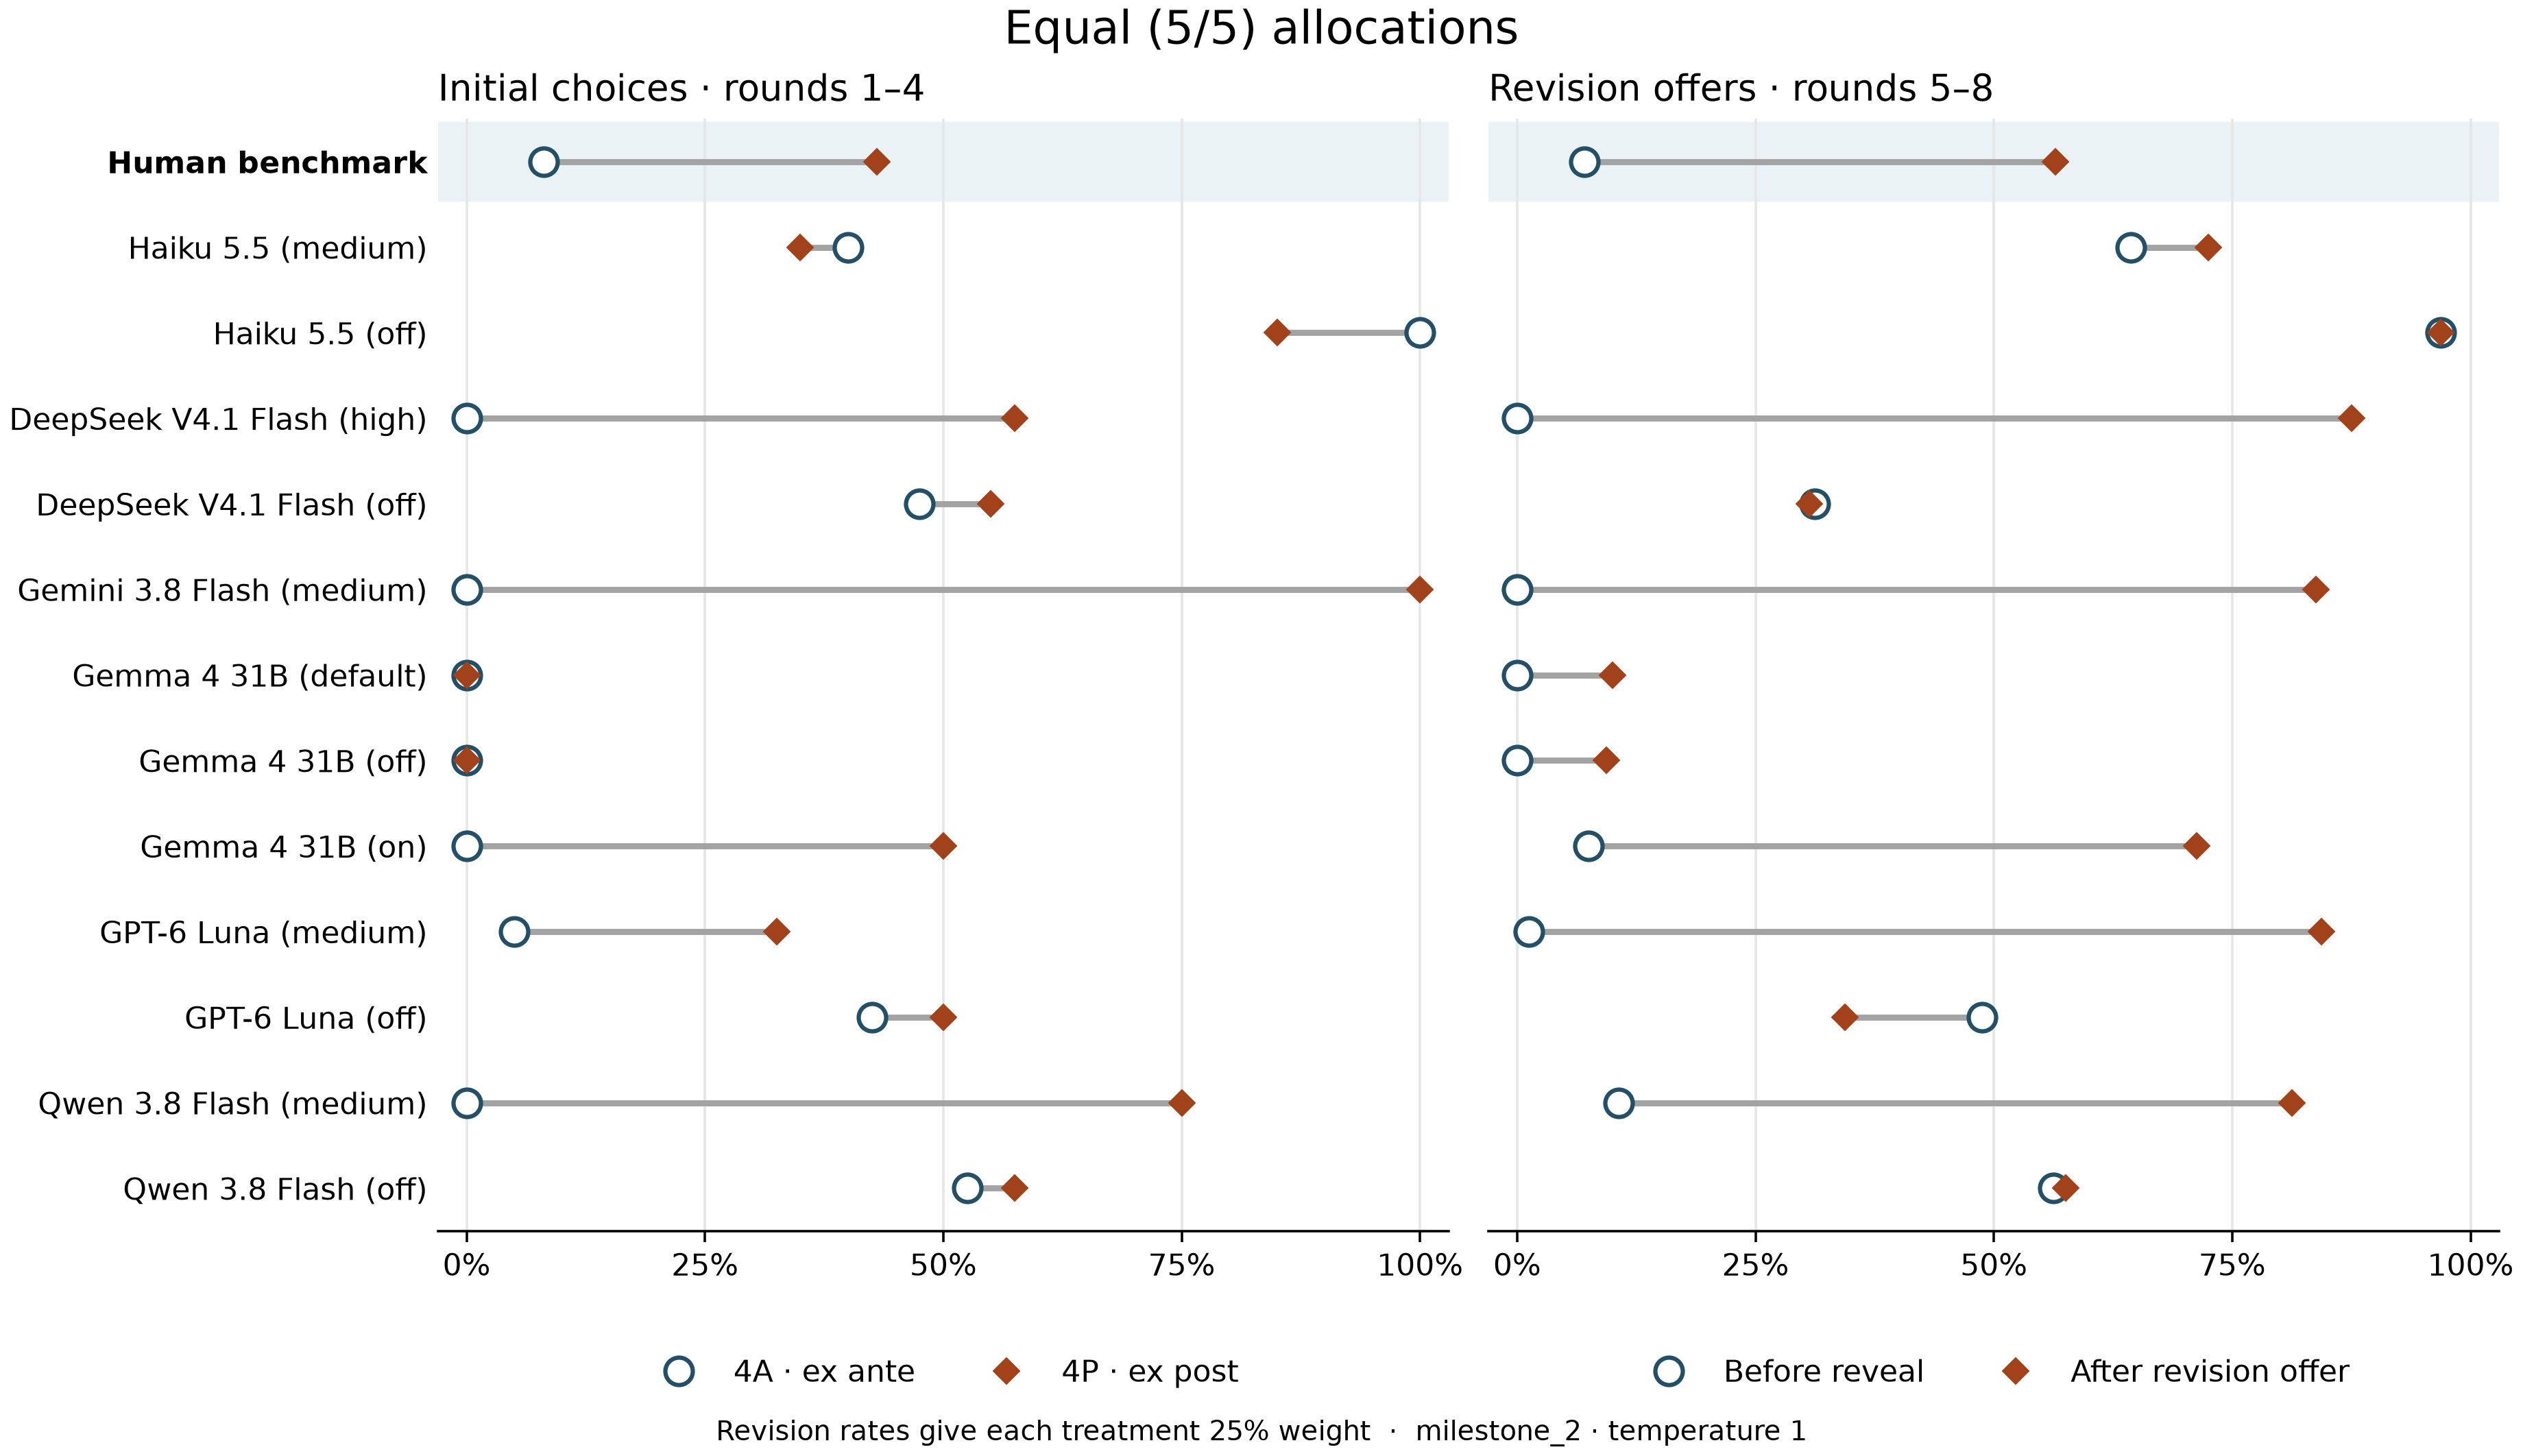 Equal (5/5) allocations
Initial choices · rounds 1–4
Revision offers · rounds 5–8
Human benchmark
Haiku 5.5 (medium)
Haiku 5.5 (off)
DeepSeek V4.1 Flash (high)
DeepSeek V4.1 Flash (off)
Gemini 3.8 Flash (medium)
Gemma 4 31B (default)
Gemma 4 31B (off)
Gemma 4 31B (on)
GPT-6 Luna (medium)
GPT-6 Luna (off)
Qwen 3.8 Flash (medium)
Qwen 3.8 Flash (off)
0% 25% 50% 75% 100%
0% 25% 50% 75% 100%
4A · ex ante
4P · ex post
Before reveal
After revision offer
Revision rates give each treatment 25% weight · milestone_2 · temperature 1